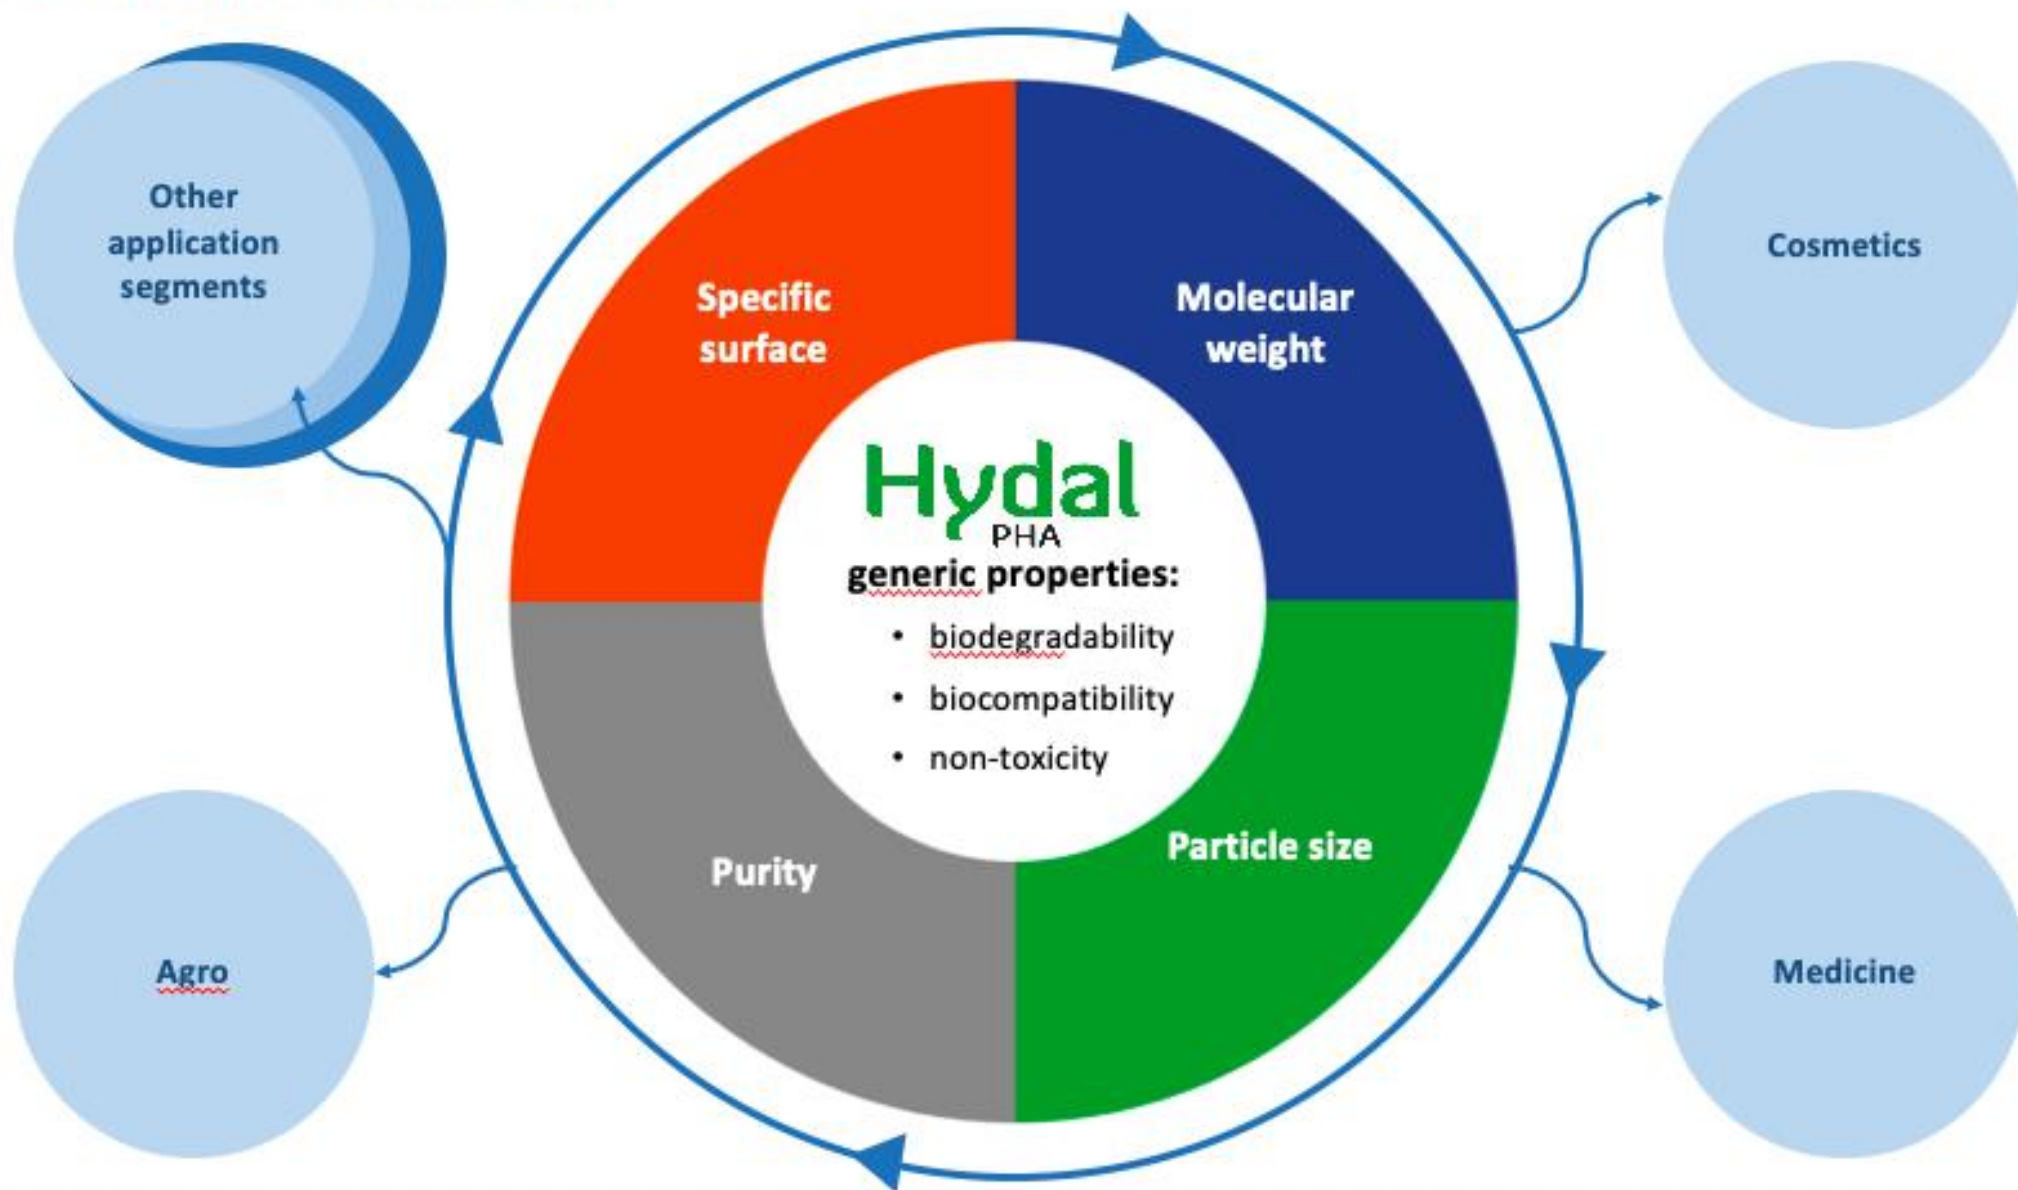 Other
application
segments
Specific
surface
Molecular
weight
Cosmetics
Hydal
PHA
generic properties:
• biodegradability
• biocompatibility
• non-toxicity
Purity
Particle size
Agro
Medicine